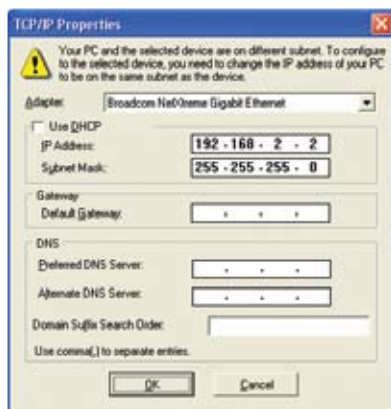 TCP/IP Properties
Your PC and the selected device are on different subnet. To configure
to the selected device, you need to change the IP address of your PC
to be on the same subnet as the device.
Adapter: Broadcom NetXtreme Gigabit Ethernet
Use DHCP
IP Address: 192 . 168 . 2 . 2
Subnet Mask: 255 . 255 . 255 . 0
Gateway
Default Gateway: . . .
DNS
Preferred DNS Server: . . .
Alternate DNS Server: . . .
Domain Suffix Search Order:
Use comma(,) to separate entries.
OK Cancel